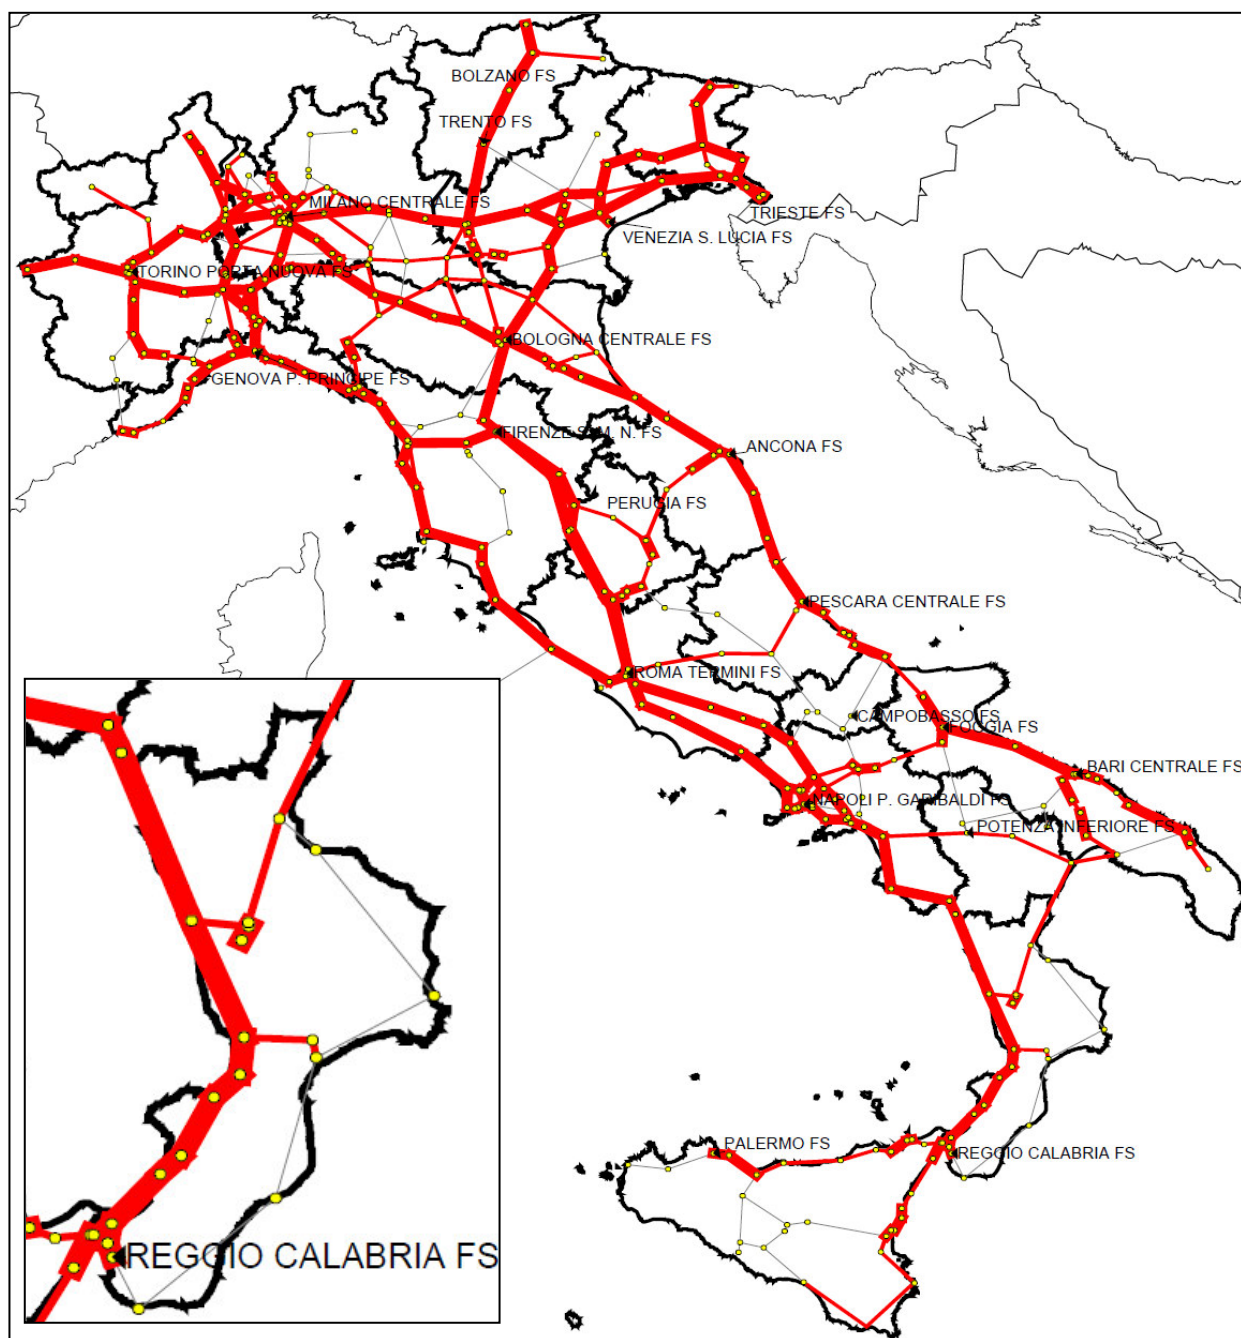 BOLZANO FS
TRENTO FS
MILANO CENTRALE FS
TRIESTE FS
VENEZIA S. LUCIA FS
TORINO PORTA NUOVA FS
BOLOGNA CENTRALE FS
GENOVA P. PRINCIPE FS
FIRENZE S. M. N. FS
ANCONA FS
PERUGIA FS
PESCARA CENTRALE FS
ROMA TERMINI FS
CAMPOBASSO FS
FOGGIA FS
BARI CENTRALE FS
NAPOLI P. GARIBALDI FS
POTENZA INFERIORE FS
PALERMO FS
REGGIO CALABRIA FS
REGGIO CALABRIA FS